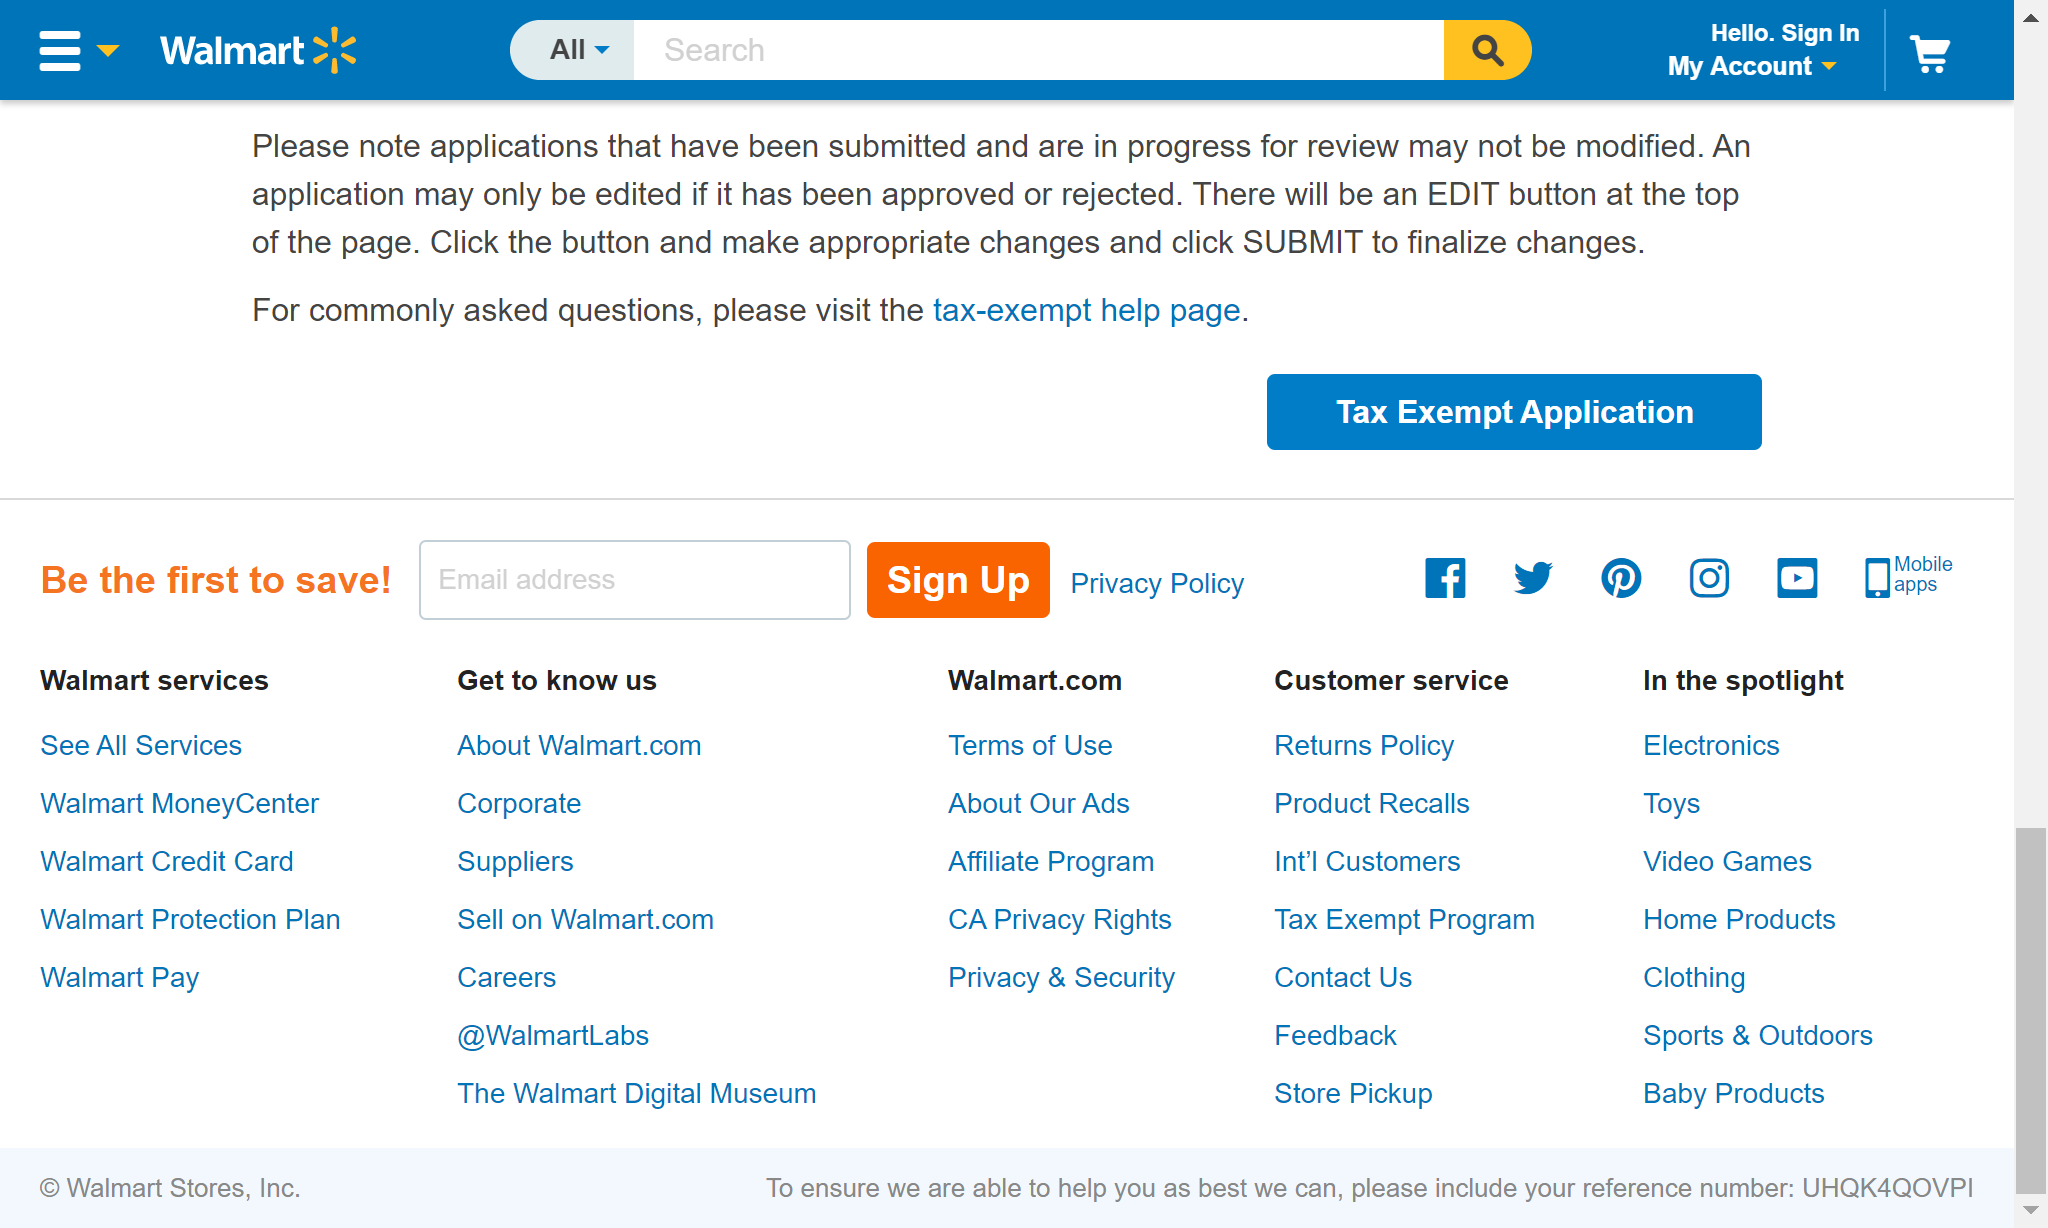 Walmart
All
Search
Hello. Sign In
My Account
Please note applications that have been submitted and are in progress for review may not be modified. An
application may only be edited if it has been approved or rejected. There will be an EDIT button at the top
of the page. Click the button and make appropriate changes and click SUBMIT to finalize changes.
For commonly asked questions, please visit the tax-exempt help page.
Tax Exempt Application
Be the first to save!
Email address
Sign Up
Privacy Policy
Mobile
apps
Walmart services
See All Services
Walmart MoneyCenter
Walmart Credit Card
Walmart Protection Plan
Walmart Pay
Get to know us
About Walmart.com
Corporate
Suppliers
Sell on Walmart.com
Careers
@WalmartLabs
The Walmart Digital Museum
Walmart.com
Terms of Use
About Our Ads
Affiliate Program
CA Privacy Rights
Privacy & Security
Customer service
Returns Policy
Product Recalls
Int’l Customers
Tax Exempt Program
Contact Us
Feedback
Store Pickup
In the spotlight
Electronics
Toys
Video Games
Home Products
Clothing
Sports & Outdoors
Baby Products
© Walmart Stores, Inc.
To ensure we are able to help you as best we can, please include your reference number: UHQK4QOVPI